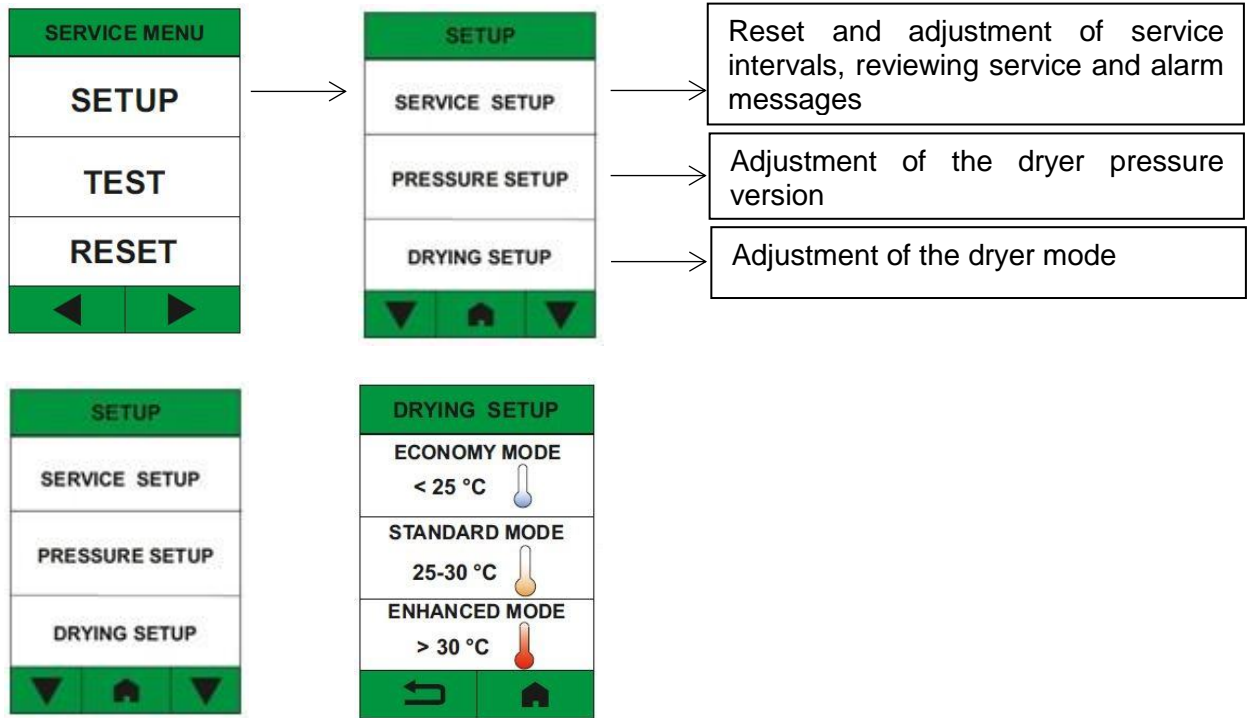 SERVICE MENU
SETUP
TEST
RESET
SETUP
SERVICE SETUP
PRESSURE SETUP
DRYING SETUP
Reset and adjustment of service
intervals, reviewing service and alarm
messages
Adjustment of the dryer pressure
version
Adjustment of the dryer mode
SETUP
SERVICE SETUP
PRESSURE SETUP
DRYING SETUP
DRYING SETUP
ECONOMY MODE
< 25 °C
STANDARD MODE
25-30 °C
ENHANCED MODE
> 30 °C